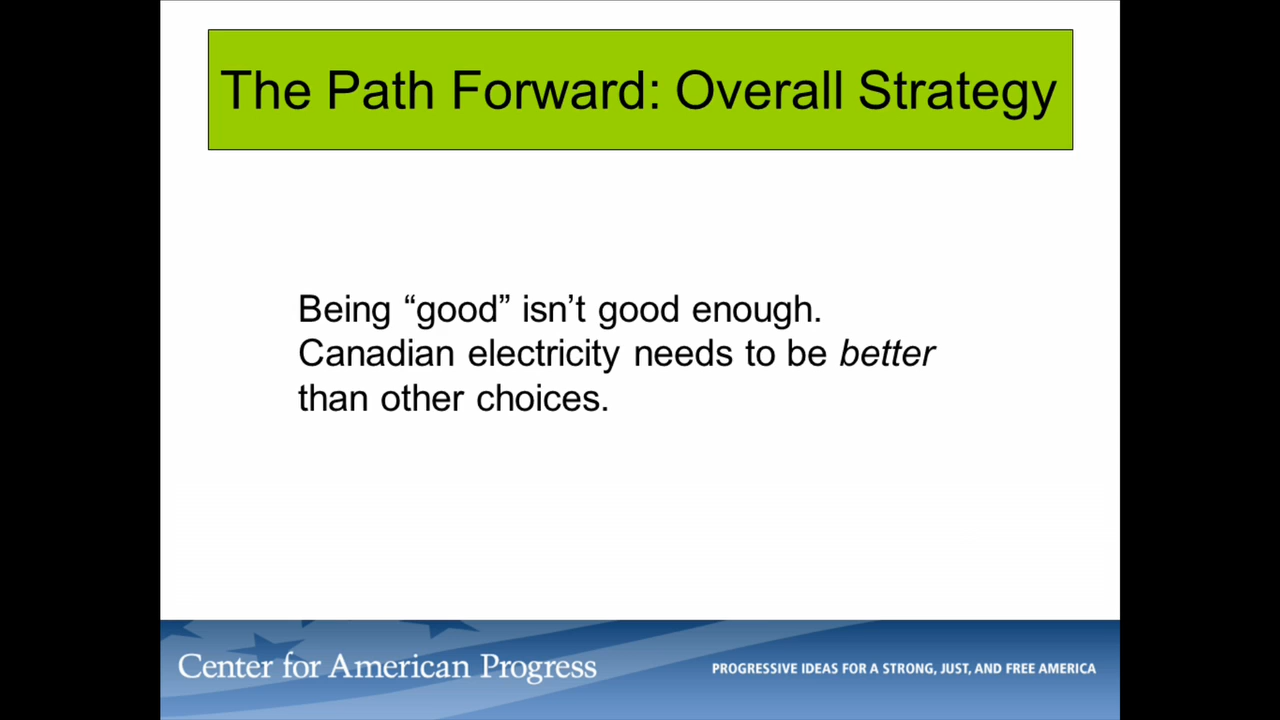 The Path Forward: Overall Strategy
Being “good” isn’t good enough.
Canadian electricity needs to be better
than other choices.
Center for American Progress
PROGRESSIVE IDEAS FOR A STRONG, JUST, AND FREE AMERICA